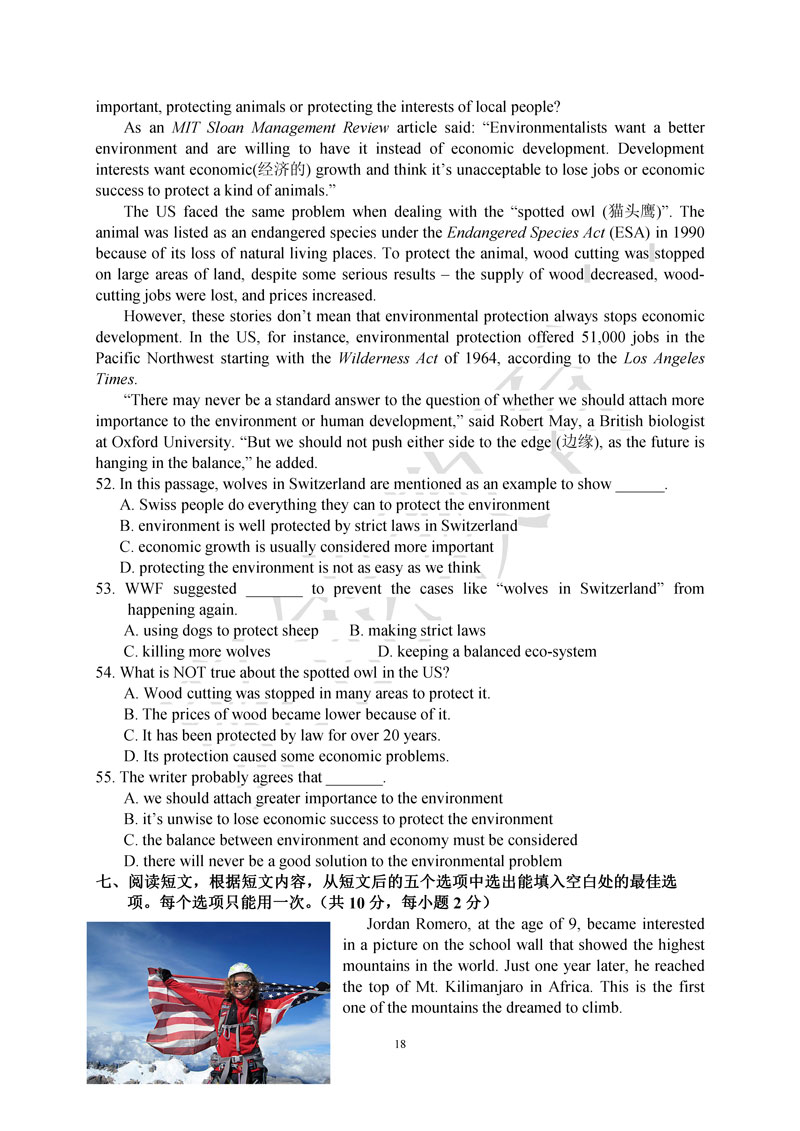 important, protecting animals or protecting the interests of local people?
As an MIT Sloan Management Review article said: “Environmentalists want a better
environment and are willing to have it instead of economic development. Development
interests want economic(经济的) growth and think it’s unacceptable to lose jobs or economic
success to protect a kind of animals.”
The US faced the same problem when dealing with the “spotted owl (猫头鹰)”. The
animal was listed as an endangered species under the Endangered Species Act (ESA) in 1990
because of its loss of natural living places. To protect the animal, wood cutting was stopped
on large areas of land, despite some serious results – the supply of wood decreased, wood-
cutting jobs were lost, and prices increased.
However, these stories don’t mean that environmental protection always stops economic
development. In the US, for instance, environmental protection offered 51,000 jobs in the
Pacific Northwest starting with the Wilderness Act of 1964, according to the Los Angeles
Times.
“There may never be a standard answer to the question of whether we should attach more
importance to the environment or human development,” said Robert May, a British biologist
at Oxford University. “But we should not push either side to the edge (边缘), as the future is
hanging in the balance,” he added.
52. In this passage, wolves in Switzerland are mentioned as an example to show ______.
A. Swiss people do everything they can to protect the environment
B. environment is well protected by strict laws in Switzerland
C. economic growth is usually considered more important
D. protecting the environment is not as easy as we think
53. WWF suggested _______ to prevent the cases like “wolves in Switzerland” from
happening again.
A. using dogs to protect sheep B. making strict laws
C. killing more wolves D. keeping a balanced eco-system
54. What is NOT true about the spotted owl in the US?
A. Wood cutting was stopped in many areas to protect it.
B. The prices of wood became lower because of it.
C. It has been protected by law for over 20 years.
D. Its protection caused some economic problems.
55. The writer probably agrees that _______.
A. we should attach greater importance to the environment
B. it’s unwise to lose economic success to protect the environment
C. the balance between environment and economy must be considered
D. there will never be a good solution to the environmental problem
七、阅读短文，根据短文内容，从短文后的五个选项中选出能填入空白处的最佳选
项。每个选项只能用一次。（共 10 分，每小题 2 分）
Jordan Romero, at the age of 9, became interested
in a picture on the school wall that showed the highest
mountains in the world. Just one year later, he reached
the top of Mt. Kilimanjaro in Africa. This is the first
one of the mountains the dreamed to climb.
18